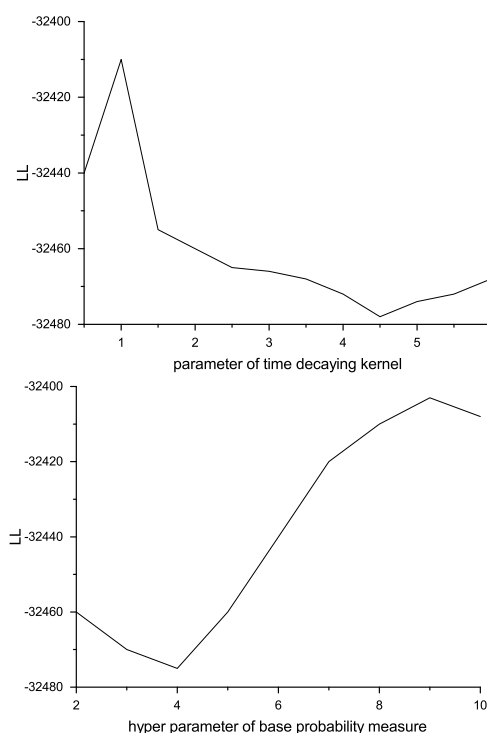 -32400
-32420
-32440
-32460
-32480
LL
1 2 3 4 5
parameter of time decaying kernel
-32400
-32420
-32440
-32460
-32480
LL
2 4 6 8 10
hyper parameter of base probability measure